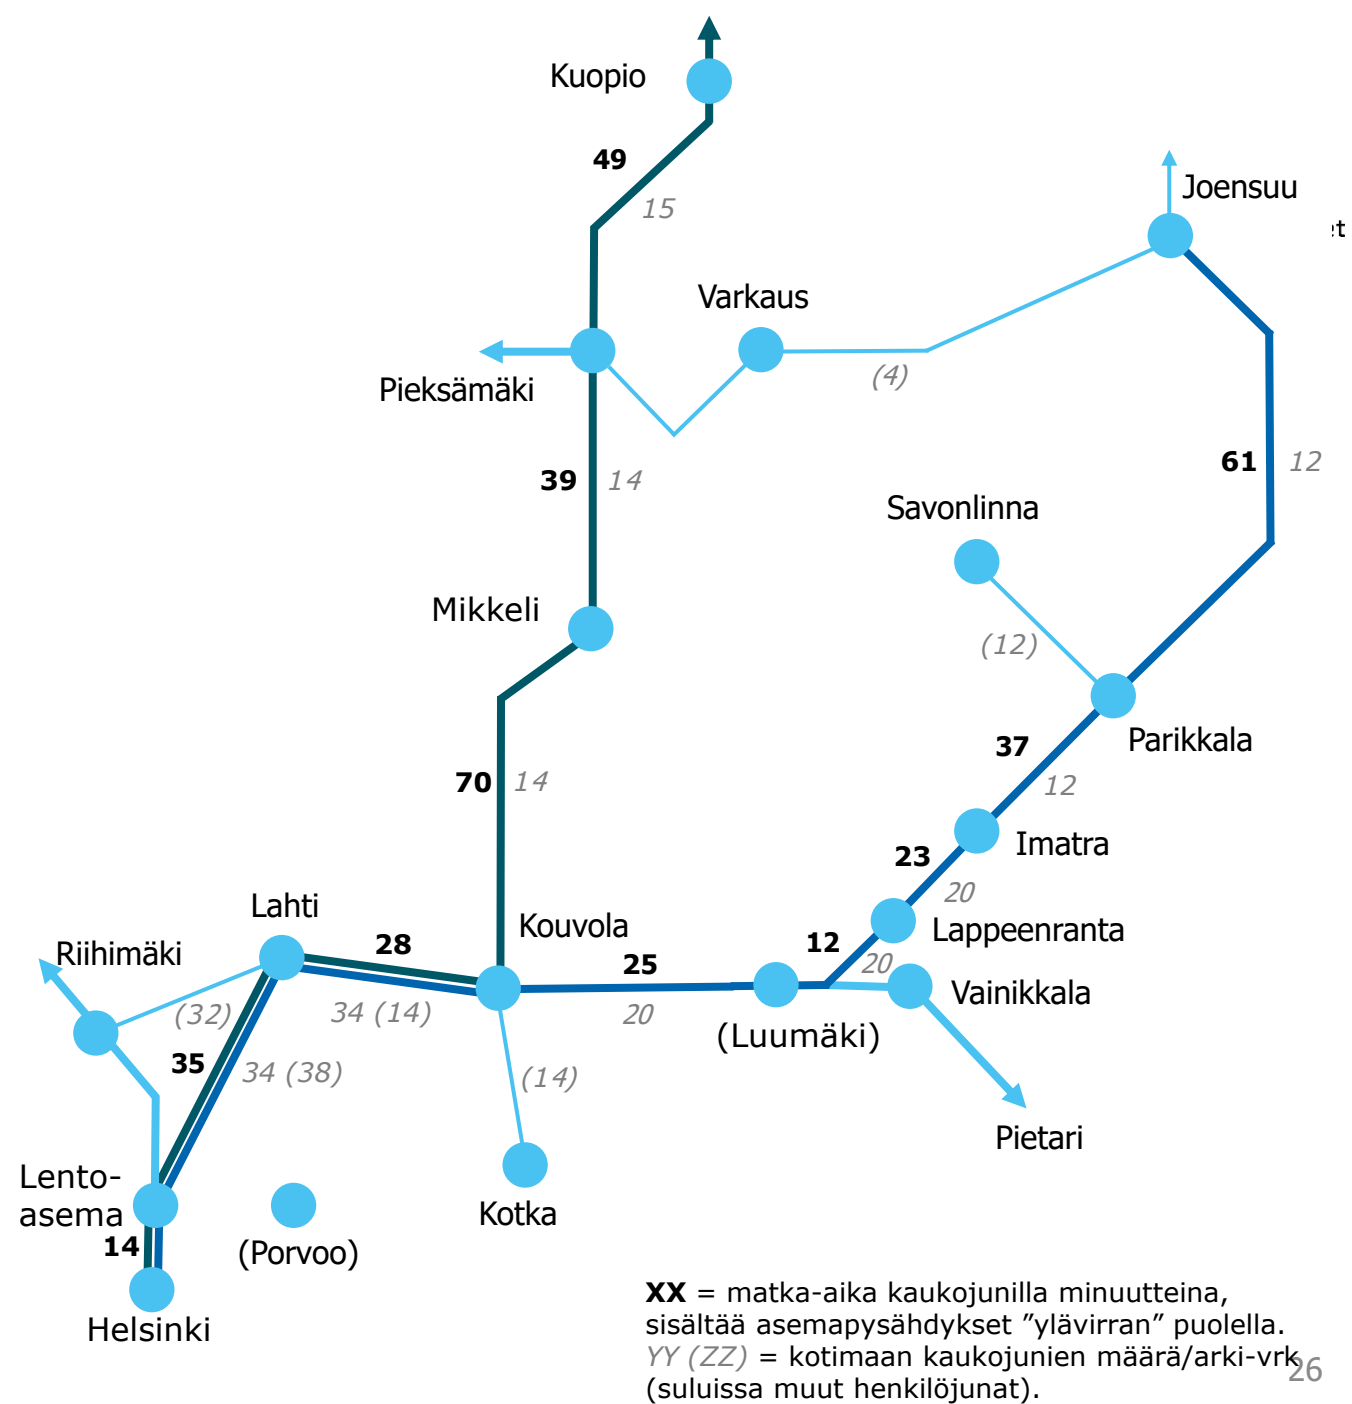 Kuopio
49
15
Joensuu
et
Varkaus
(4)
Pieksämäki
39
14
61
12
Savonlinna
(12)
Mikkeli
Parikkala
37
12
70
14
Imatra
23
20
Lahti
Kouvola
Lappeenranta
Riihimäki
28
25
12
20
Vainikkala
(32)
34 (14)
20
(Luumäki)
35
34 (38)
(14)
Pietari
Lento-
asema
Kotka
14
(Porvoo)
Helsinki
XX = matka-aika kaukojunilla minuutteina,
sisältää asemapysähdykset ”ylävirran” puolella.
YY (ZZ) = kotimaan kaukojunien määrä/arki-vrk
(suluissa muut henkilöjunat).
26